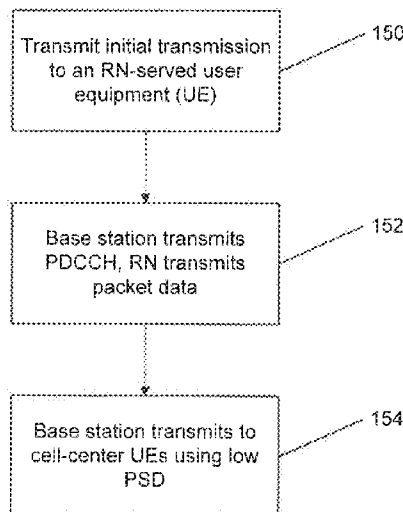 Transmit initial transmission
to an RN-served user
equipment (UE)
150
Base station transmits
PDCCH, RN transmits
packet data
152
Base station transmits to
cell-center UEs using low
PSD
154